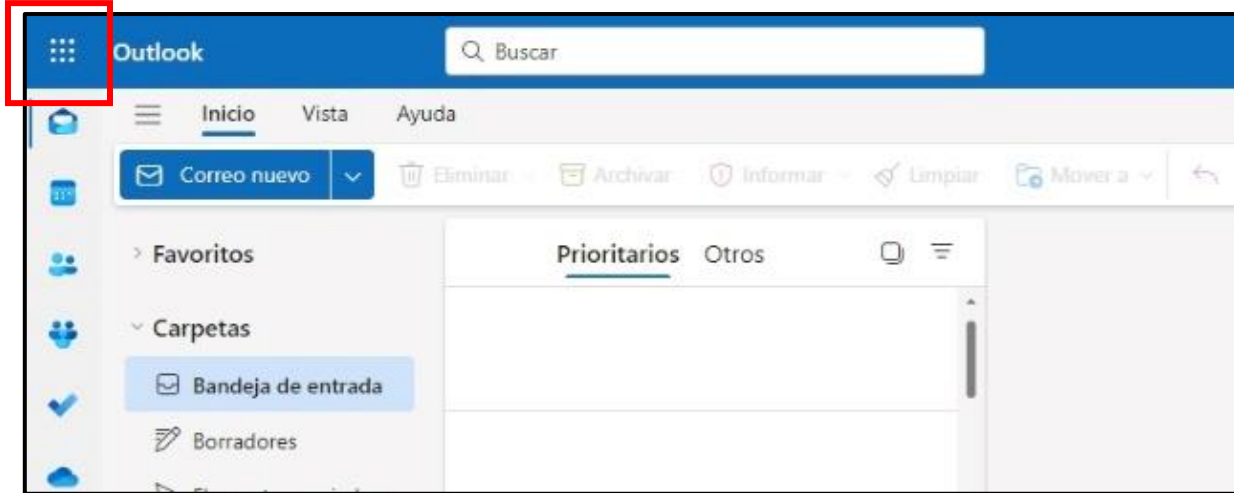 Outlook
Buscar
Inicio Vista Ayuda
Correo nuevo Eliminar Archivar Informar Limpiar Mover a
Favoritos
Prioritarios Otros
Carpetas
Bandeja de entrada
Borradores